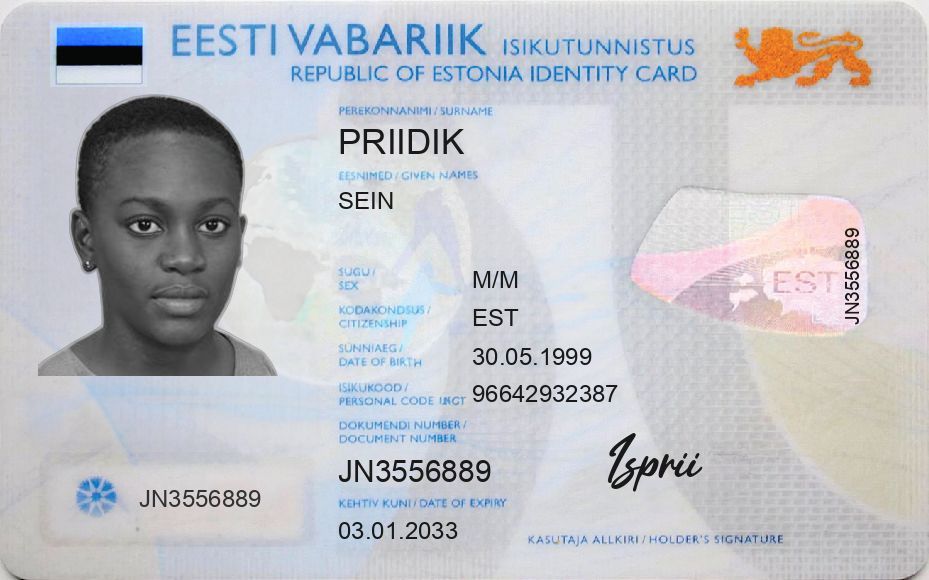 EESTI VABARIIK ISIKUTUNNISTUS
REPUBLIC OF ESTONIA IDENTITY CARD
PEREKONNANIMI / SURNAME
PRIIDIK
EESNIMED / GIVEN NAMES
SEIN
SUGU /
SEX
M/M
KODAKONDSUS /
CITIZENSHIP
EST
SÜNNIAEG /
DATE OF BIRTH
30.05.1999
ISIKUKOOD /
PERSONAL CODE
96642932387
DOKUMENDI NUMBER /
DOCUMENT NUMBER
JN3556889
KEHTIV KUNI / DATE OF EXPIRY
03.01.2033
JN3556889
EST
JN3556889
Isprii
KASUTAJA ALLKIRI / HOLDER'S SIGNATURE